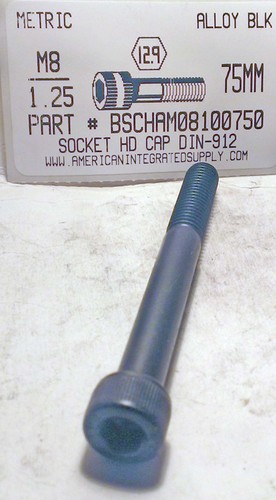 METRIC ALLOY BLK
12.9
M8
1.25
75MM
PART # BSCHAM08100750
SOCKET HD CAP DIN-912
WWW.AMERICANINTEGRATEDSUPPLY.COM